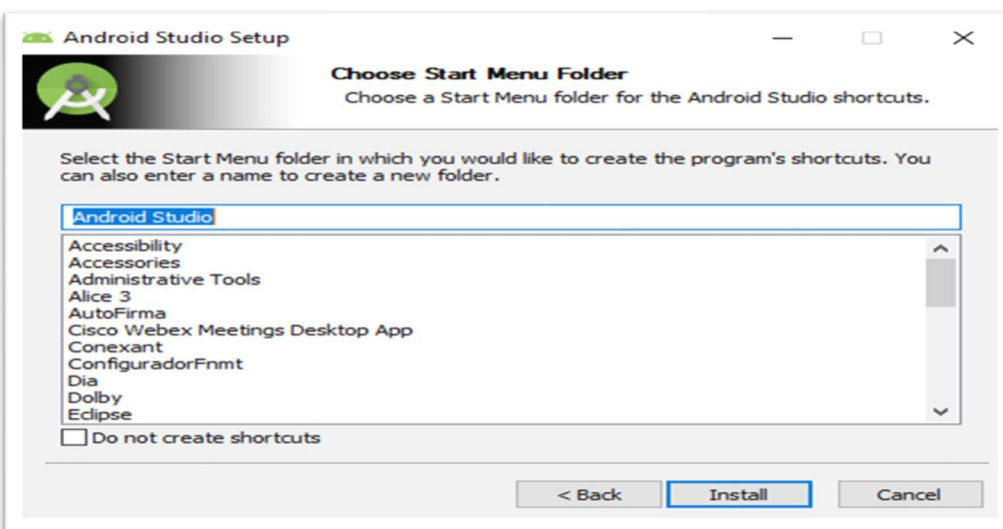 Android Studio Setup
Choose Start Menu Folder
Choose a Start Menu folder for the Android Studio shortcuts.
Select the Start Menu folder in which you would like to create the program's shortcuts. You
can also enter a name to create a new folder.
Android Studio
Accessibility
Accessories
Administrative Tools
Alice 3
AutoFirma
Cisco Webex Meetings Desktop App
Conexant
ConfiguradorFnmt
Dia
Dolby
Eclipse
Do not create shortcuts
< Back Install Cancel